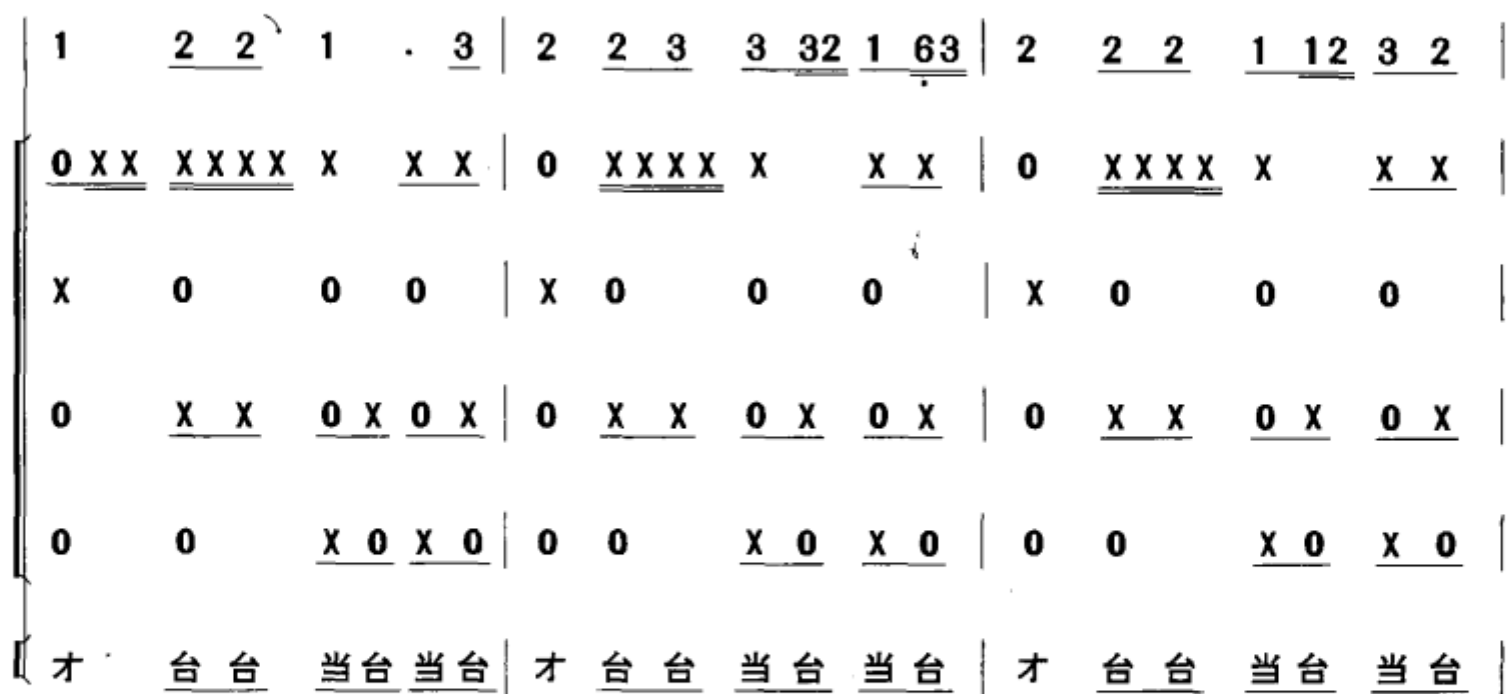 1 2 2 1 . 3 | 2 2 3 3 32 1 63 | 2 2 2 1 12 3 2 |
0 X X X X X X X X X | 0 X X X X X X X | 0 X X X X X X X |
X 0 0 0 | X 0 0 0 | X 0 0 0 |
0 X X 0 X 0 X | 0 X X 0 X 0 X | 0 X X 0 X 0 X |
0 0 X 0 X 0 | 0 0 X 0 X 0 | 0 0 X 0 X 0 |
才 台 台 当 台 当 台 | 才 台 台 当 台 当 台 | 才 台 台 当 台 当 台 |